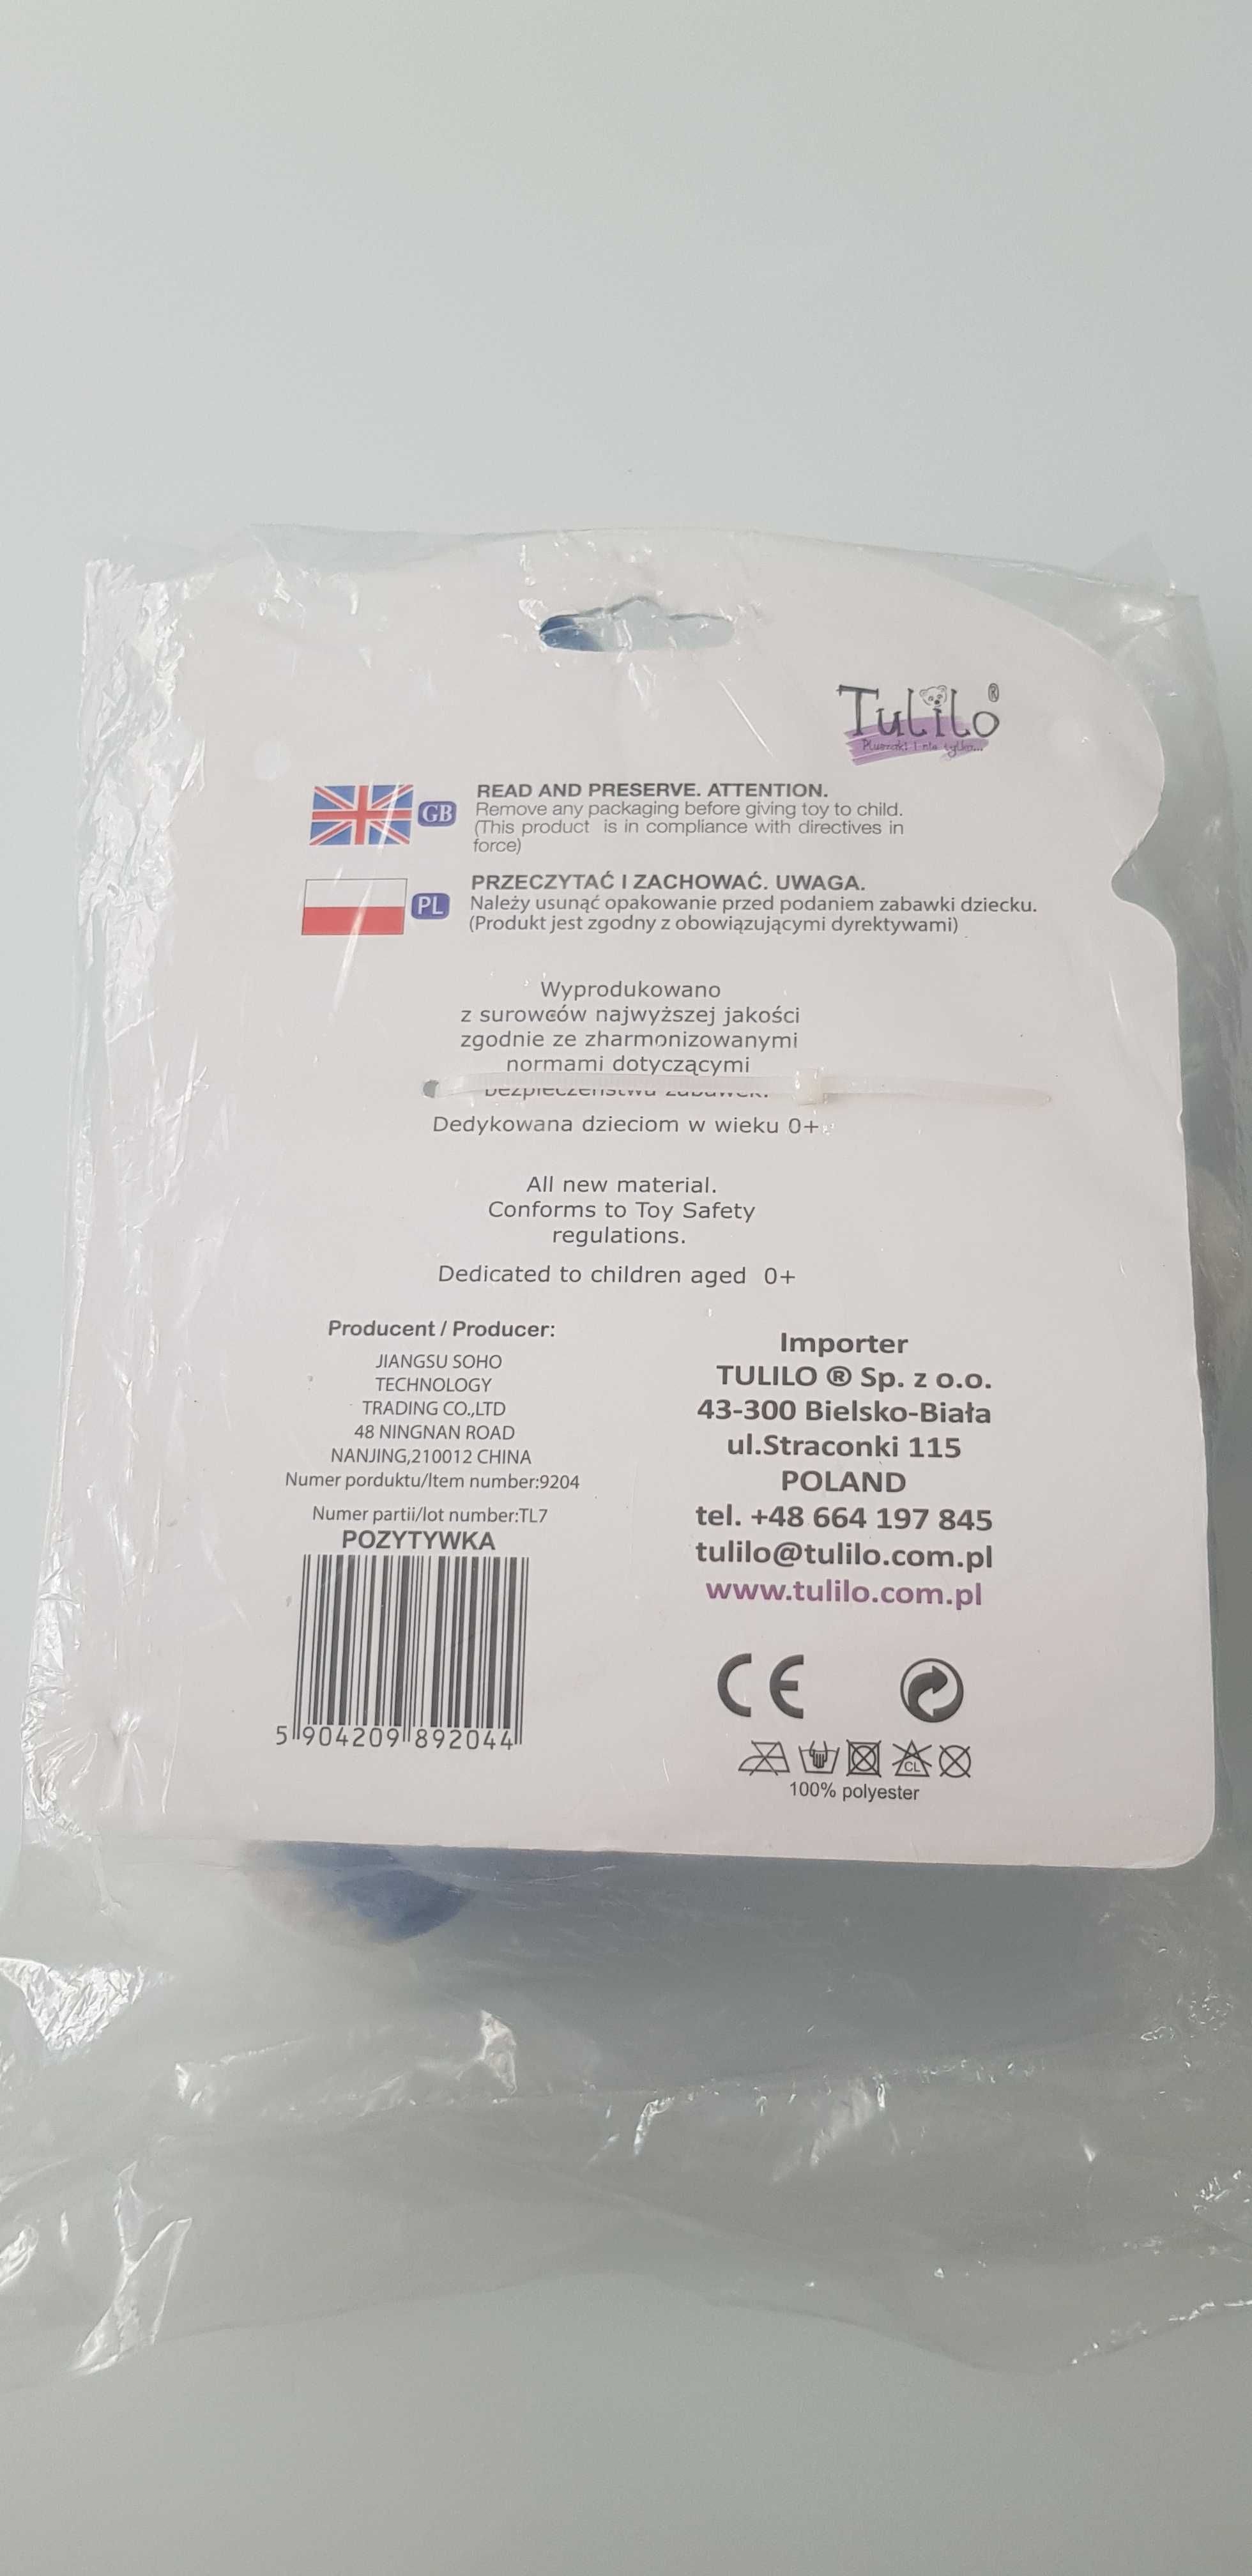 Tulilo®
Pluszaki i nie tylko...
READ AND PRESERVE. ATTENTION.
GB
Remove any packaging before giving toy to child.
(This product is in compliance with directives in
force)
PRZECZYTAĆ I ZACHOWAĆ. UWAGA.
PL
Należy usunąć opakowanie przed podaniem zabawki dziecku.
(Produkt jest zgodny z obowiązującymi dyrektywami)
Wyprodukowano
z surowców najwyższej jakości
zgodnie ze zharmonizowanymi
normami dotyczącymi
bezpieczeństwa zabawek.
Dedykowana dzieciom w wieku 0+
All new material.
Conforms to Toy Safety
regulations.
Dedicated to children aged 0+
Producent / Producer:
JIANGSU SOHO
TECHNOLOGY
TRADING CO.,LTD
48 NINGNAN ROAD
NANJING,210012 CHINA
Numer porduktu/Item number:9204
Numer partii/lot number:TL7
POZYTYWKA
5 904209 892044
Importer
TULILO ® Sp. z o.o.
43-300 Bielsko-Biała
ul.Straconki 115
POLAND
tel. +48 664 197 845
tulilo@tulilo.com.pl
www.tulilo.com.pl
CE
CL
100% polyester